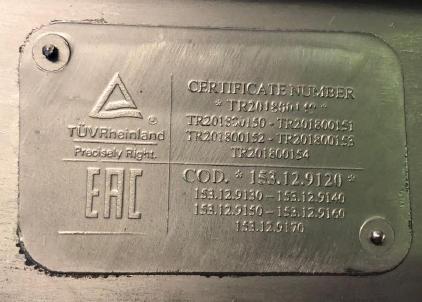 CERTIFICATE NUMBER
* TR201800149 *
TR201800150 - TR201800151
TR201800152 - TR201800153
TR201800154
®
TÜVRheinland
Precisely Right.
EAC
COD. * 153.12.9120 *
153.12.9130 - 153.12.9140
153.12.9150 - 153.12.9160
153.12.9170